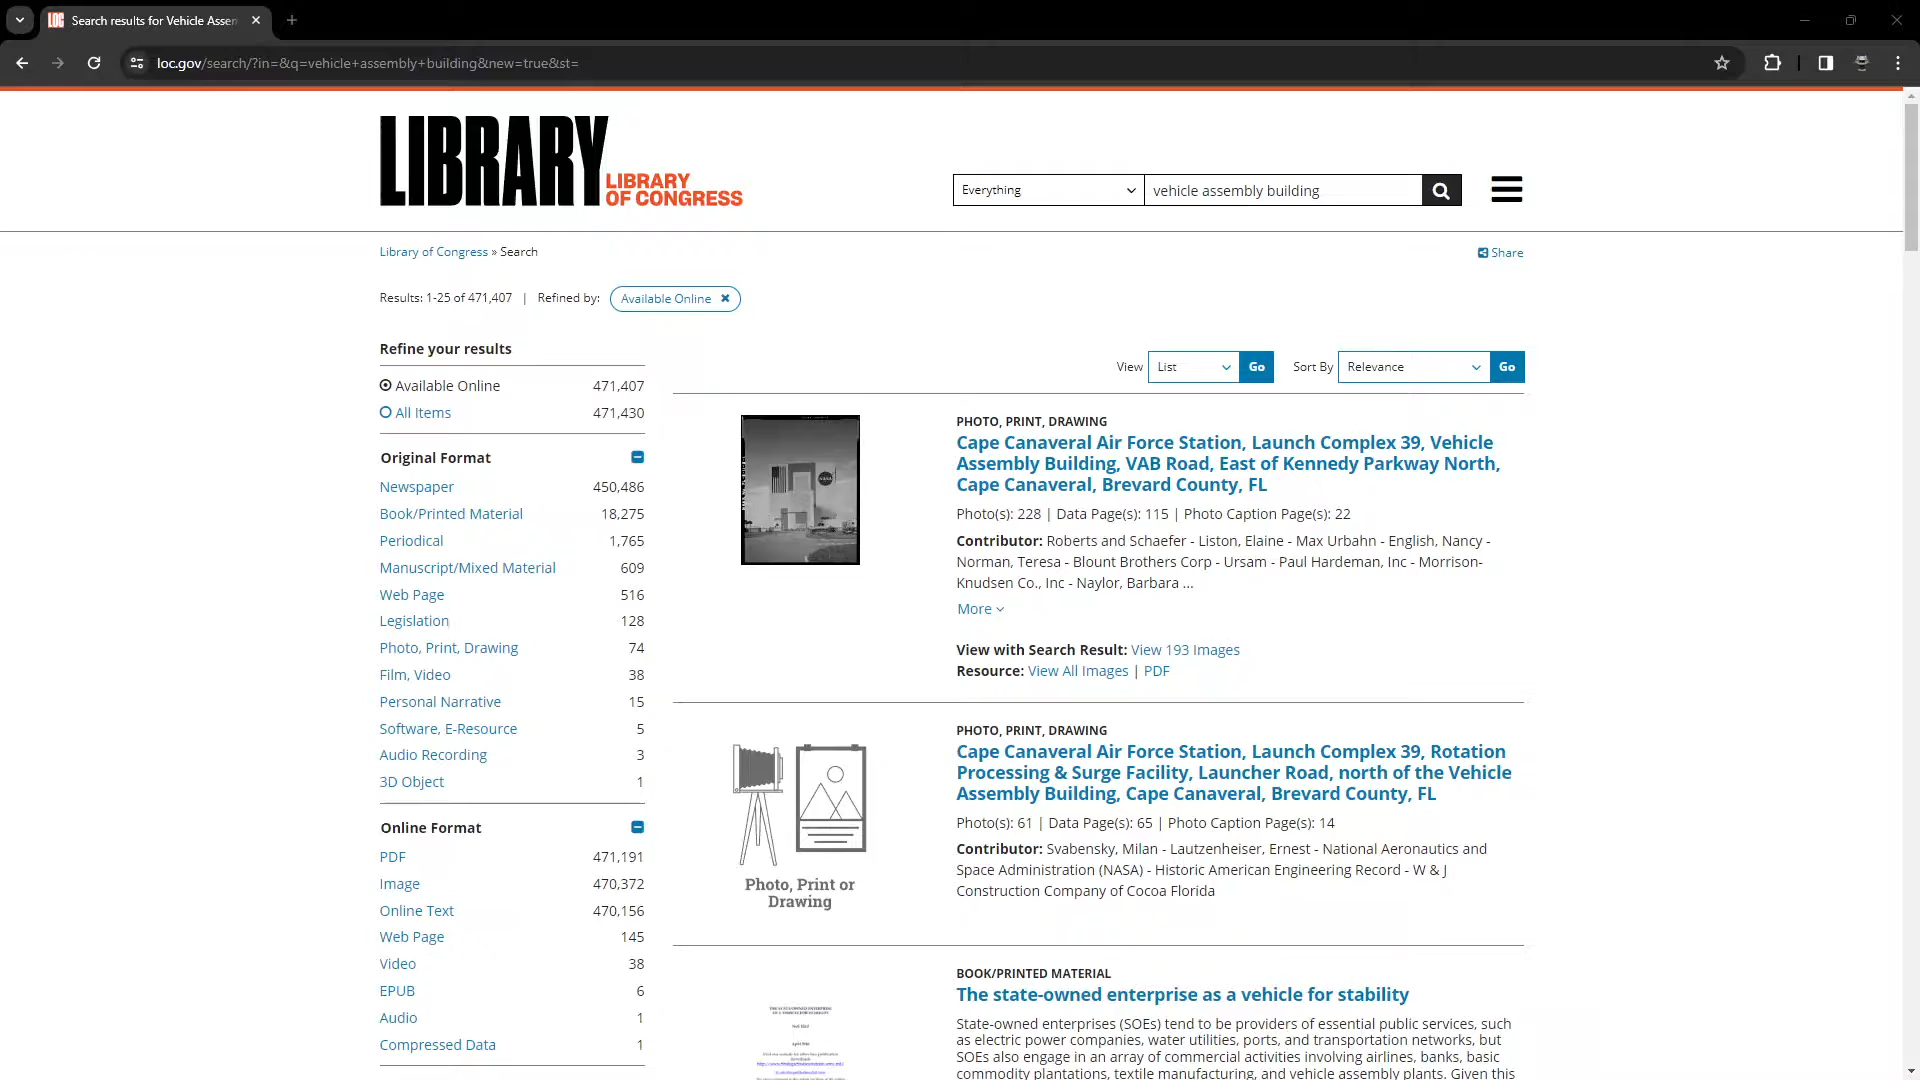 LOC
Search results for Vehicle Assem
loc.gov/search/?in=&q=vehicle+assembly+building&new=true&st=
LIBRARY
LIBRARY
OF CONGRESS
Everything
vehicle assembly building
Library of Congress » Search
Share
Results: 1-25 of 471,407 | Refined by: Available Online
Refine your results
Available Online 471,407
All Items 471,430
Original Format
Newspaper 450,486
Book/Printed Material 18,275
Periodical 1,765
Manuscript/Mixed Material 609
Web Page 516
Legislation 128
Photo, Print, Drawing 74
Film, Video 38
Personal Narrative 15
Software, E-Resource 5
Audio Recording 3
3D Object 1
Online Format
PDF 471,191
Image 470,372
Online Text 470,156
Web Page 145
Video 38
EPUB 6
Audio 1
Compressed Data 1
View List Go Sort By Relevance Go
PHOTO, PRINT, DRAWING
Cape Canaveral Air Force Station, Launch Complex 39, Vehicle
Assembly Building, VAB Road, East of Kennedy Parkway North,
Cape Canaveral, Brevard County, FL
Photo(s): 228 | Data Page(s): 115 | Photo Caption Page(s): 22
Contributor: Roberts and Schaefer - Liston, Elaine - Max Urbahn - English, Nancy -
Norman, Teresa - Blount Brothers Corp - Ursam - Paul Hardeman, Inc - Morrison-
Knudsen Co., Inc - Naylor, Barbara ...
More
View with Search Result: View 193 Images
Resource: View All Images | PDF
PHOTO, PRINT, DRAWING
Cape Canaveral Air Force Station, Launch Complex 39, Rotation
Processing & Surge Facility, Launcher Road, north of the Vehicle
Assembly Building, Cape Canaveral, Brevard County, FL
Photo(s): 61 | Data Page(s): 65 | Photo Caption Page(s): 14
Contributor: Svabensky, Milan - Lautzenheiser, Ernest - National Aeronautics and
Space Administration (NASA) - Historic American Engineering Record - W & J
Construction Company of Cocoa Florida
Photo, Print or
Drawing
BOOK/PRINTED MATERIAL
The state-owned enterprise as a vehicle for stability
State-owned enterprises (SOEs) tend to be providers of essential public services, such
as electric power companies, water utilities, ports, and transportation networks, but
SOEs also engage in an array of commercial activities involving airlines, banks, basic
commodity plantations, textile manufacturing, and vehicle assembly plants. Given this